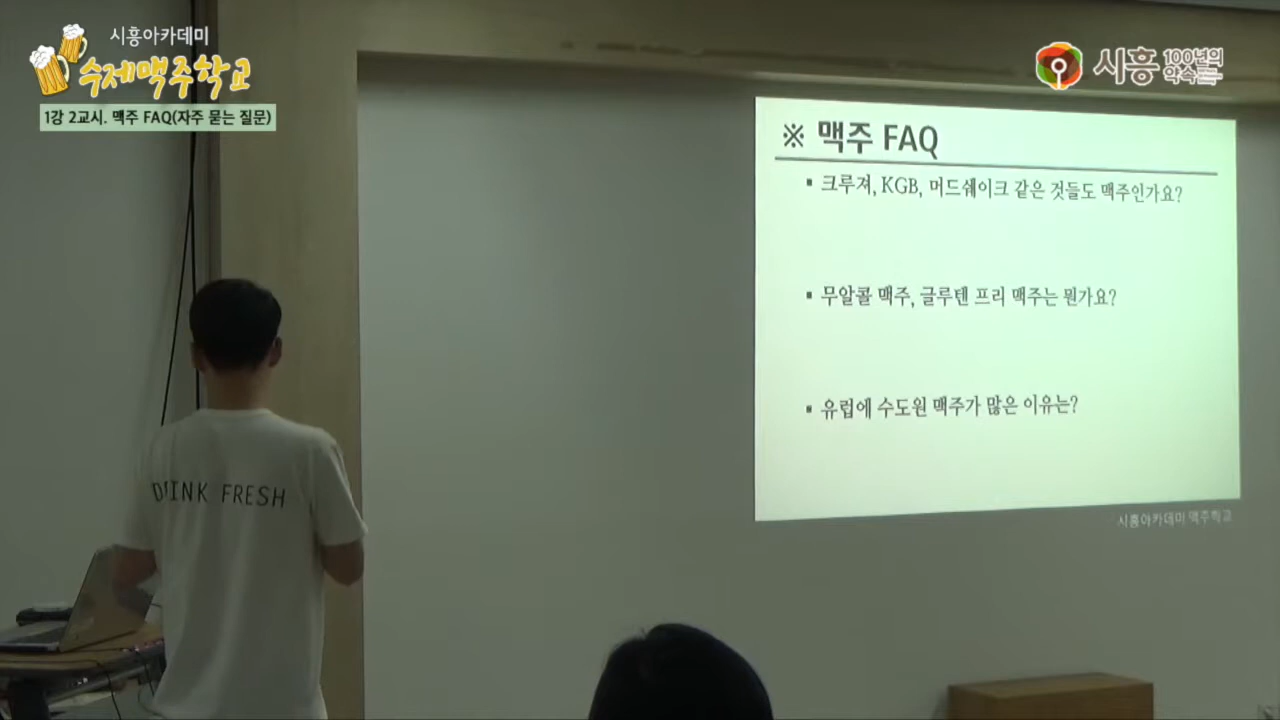 시흥아카데미
수제맥주학교
1강 2교시. 맥주 FAQ(자주 묻는 질문)
시흥 100년의 약속
※ 맥주 FAQ
▪ 크루져, KGB, 머드쉐이크 같은 것들도 맥주인가요?
▪ 무알콜 맥주, 글루텐 프리 맥주는 뭔가요?
▪ 유럽에 수도원 맥주가 많은 이유는?
시흥아카데미 맥주학교
DRINK FRESH